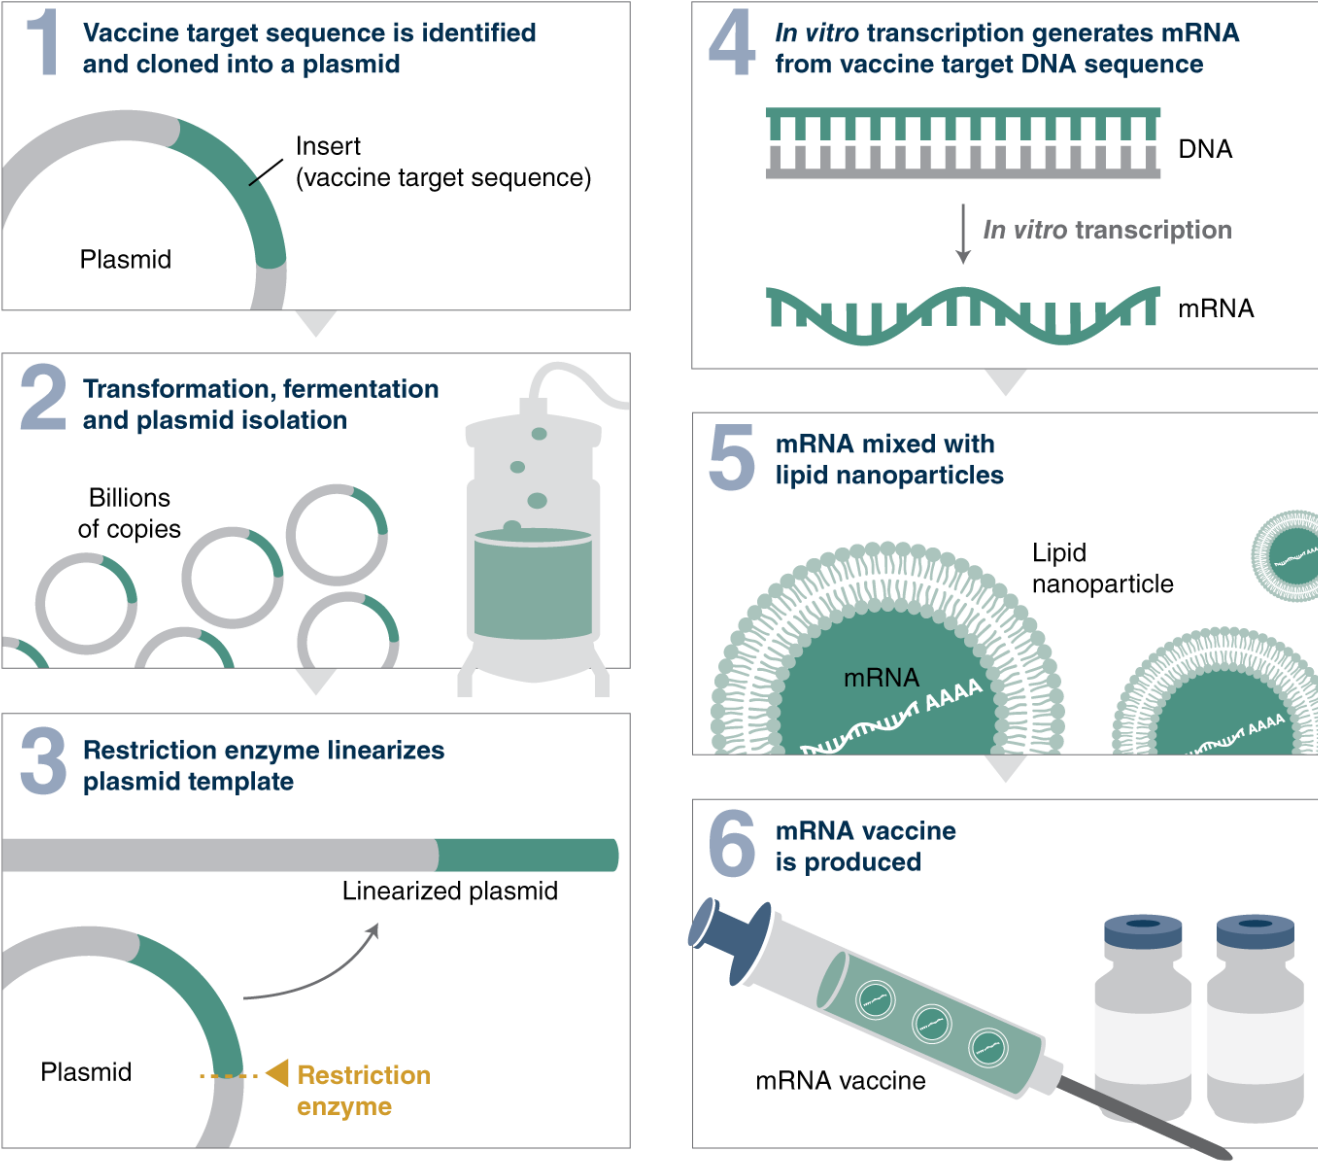 1
Vaccine target sequence is identified
and cloned into a plasmid
Insert
(vaccine target sequence)
Plasmid
2
Transformation, fermentation
and plasmid isolation
Billions
of copies
3
Restriction enzyme linearizes
plasmid template
Linearized plasmid
Plasmid
Restriction
enzyme
4
In vitro transcription generates mRNA
from vaccine target DNA sequence
DNA
In vitro transcription
mRNA
5
mRNA mixed with
lipid nanoparticles
Lipid
nanoparticle
AAA
mRNA
AAAA
AAAA
6
mRNA vaccine
is produced
mRNA vaccine